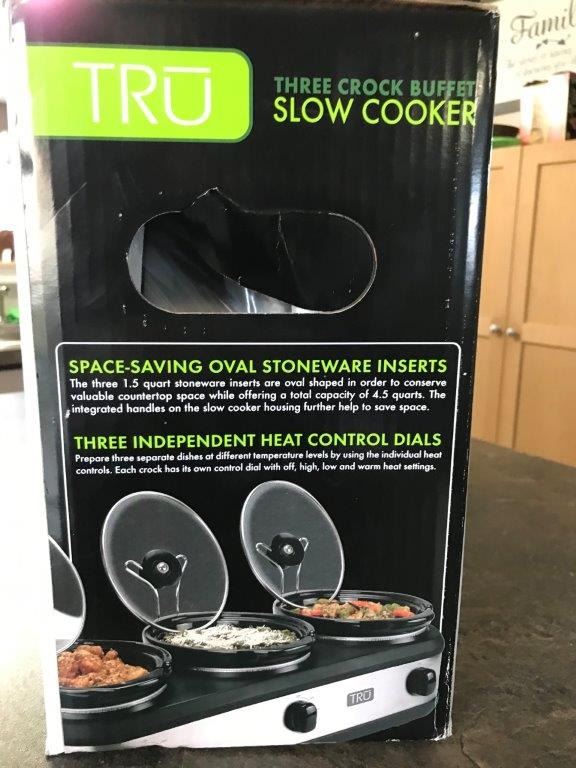 TRŪ
THREE CROCK BUFFET
SLOW COOKER
Famil
SPACE-SAVING OVAL STONEWARE INSERTS
The three 1.5 quart stoneware inserts are oval shaped in order to conserve
valuable countertop space while offering a total capacity of 4.5 quarts. The
integrated handles on the slow cooker housing further help to save space.
THREE INDEPENDENT HEAT CONTROL DIALS
Prepare three separate dishes at different temperature levels by using the individual heat
controls. Each crock has its own control dial with off, high, low and warm heat settings.
TRŪ